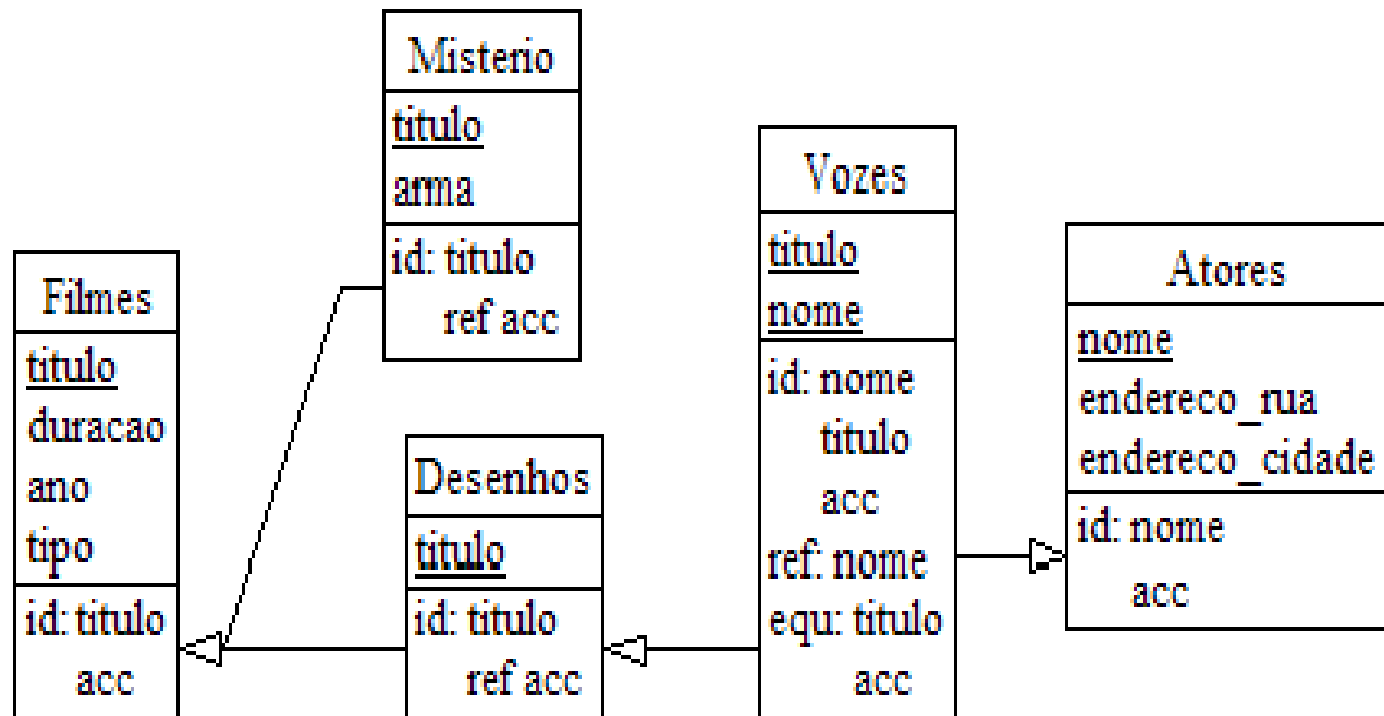 Filmes
titulo
duracao
ano
tipo
id: titulo
acc
Misterio
titulo
arma
id: titulo
ref acc
Desenhos
titulo
id: titulo
ref acc
Vozes
titulo
nome
id: nome
titulo
acc
ref: nome
equ: titulo
acc
Atores
nome
endereco_rua
endereco_cidade
id: nome
acc